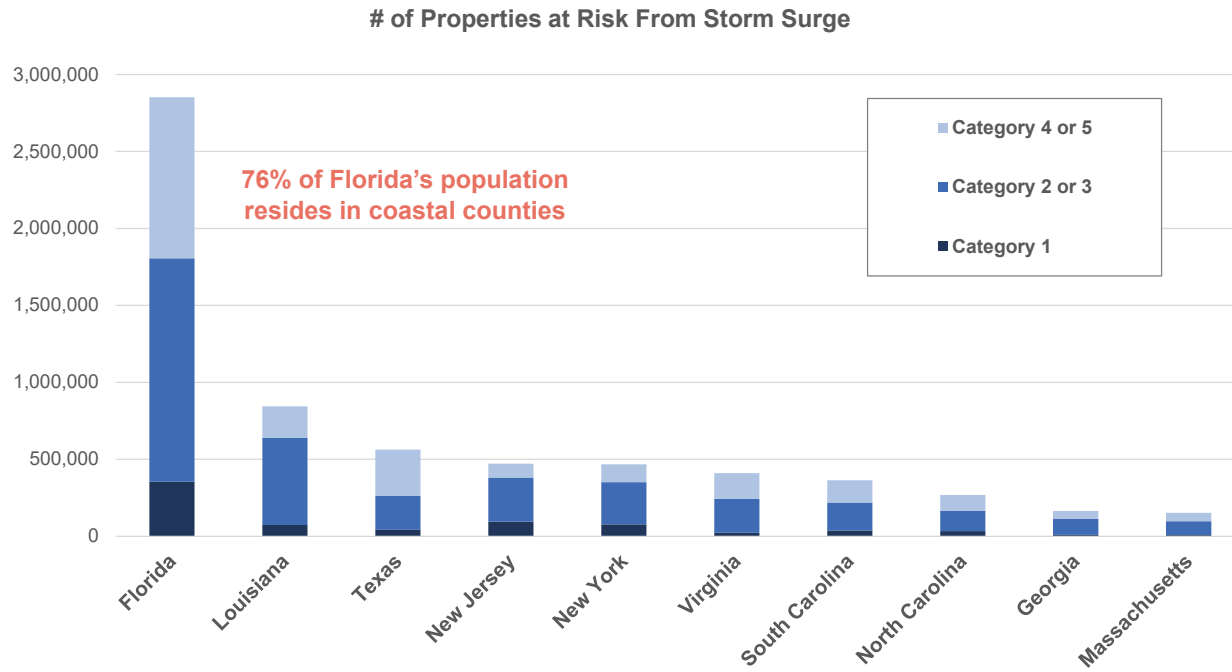 # of Properties at Risk From Storm Surge
3,000,000
2,500,000
2,000,000
1,500,000
1,000,000
500,000
0
76% of Florida’s population
resides in coastal counties
Category 4 or 5
Category 2 or 3
Category 1
Florida
Louisiana
Texas
New Jersey
New York
Virginia
South Carolina
North Carolina
Georgia
Massachusetts